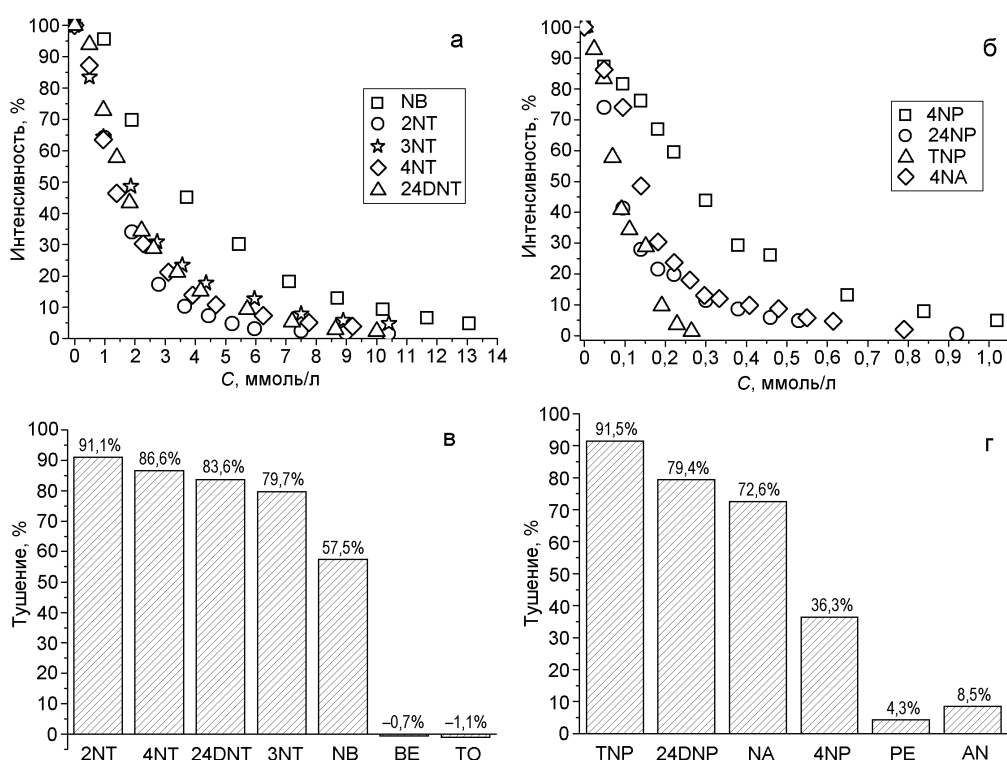 а
100
90
80
70
60
50
40
30
20
10
0
Интенсивность, %
NB
2NT
3NT
4NT
24DNT
0 1 2 3 4 5 6 7 8 9 10 11 12 13 14
C, ммоль/л
б
100
90
80
70
60
50
40
30
20
10
0
Интенсивность, %
4NP
24NP
TNP
4NA
0 0,1 0,2 0,3 0,4 0,5 0,6 0,7 0,8 0,9 1,0
C, ммоль/л
в
100
90
80
70
60
50
40
30
20
10
0
Тушение, %
91,1%
86,6%
83,6%
79,7%
57,5%
–0,7%
–1,1%
2NT 4NT 24DNT 3NT NB BE TO
г
100
90
80
70
60
50
40
30
20
10
0
Тушение, %
91,5%
79,4%
72,6%
36,3%
4,3%
8,5%
TNP 24DNP NA 4NP PE AN